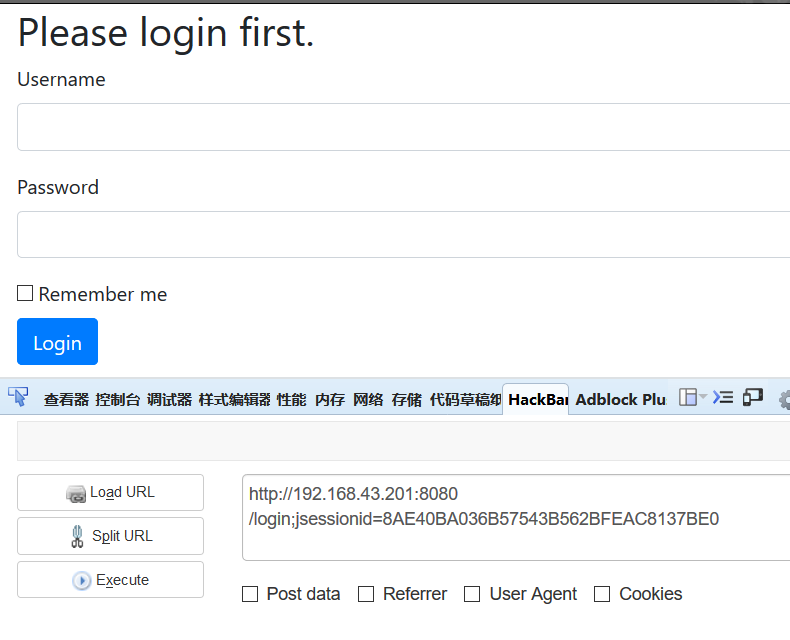 Please login first.
Username
Password
Remember me
Login
查看器 控制台 调试器 样式编辑器 性能 内存 网络 存储 代码草稿纸 HackBar Adblock Plu
Load URL
http://192.168.43.201:8080
/login;jsessionid=8AE40BA036B57543B562BFEAC8137BE0
Split URL
Execute
Post data Referrer User Agent Cookies